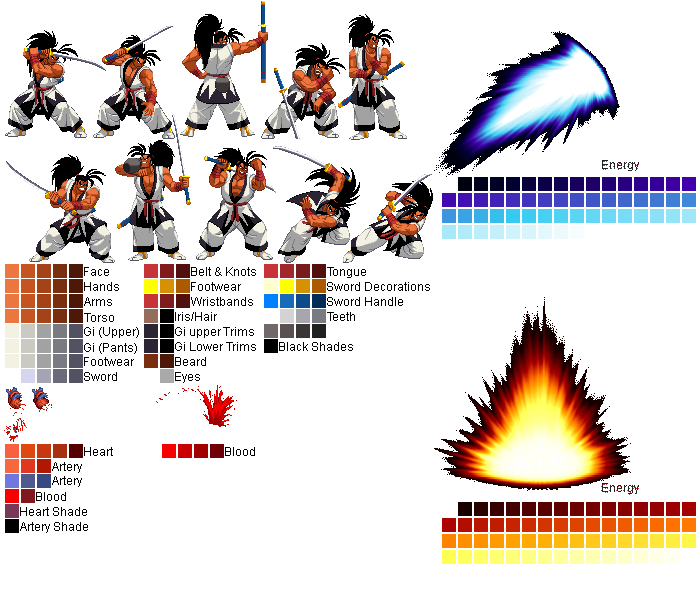 Energy
Face
Belt & Knots
Tongue
Hands
Footwear
Sword Decorations
Arms
Wristbands
Sword Handle
Torso
Iris/Hair
Teeth
Gi (Upper)
Gi upper Trims
Gi (Pants)
Gi Lower Trims
Black Shades
Footwear
Beard
Sword
Eyes
Heart
Blood
Artery
Artery
Blood
Heart Shade
Artery Shade
Energy